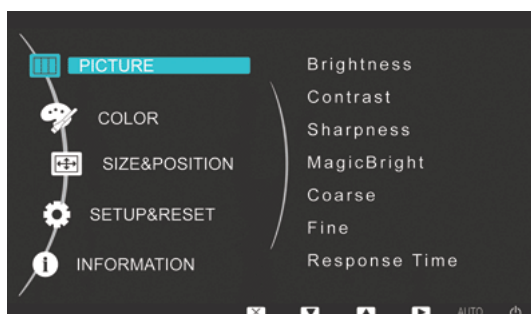 PICTURE
COLOR
SIZE&POSITION
SETUP&RESET
INFORMATION
Brightness
Contrast
Sharpness
MagicBright
Coarse
Fine
Response Time
AUTO